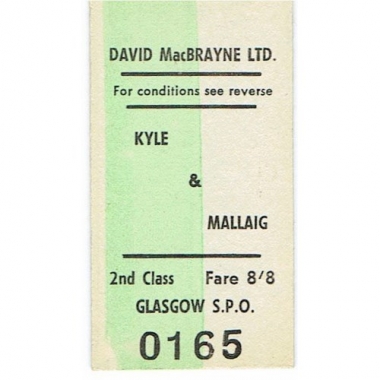 DAVID MacBRAYNE LTD.
For conditions see reverse
KYLE
&
MALLAIG
2nd Class Fare 8/8
GLASGOW S.P.O.
0165